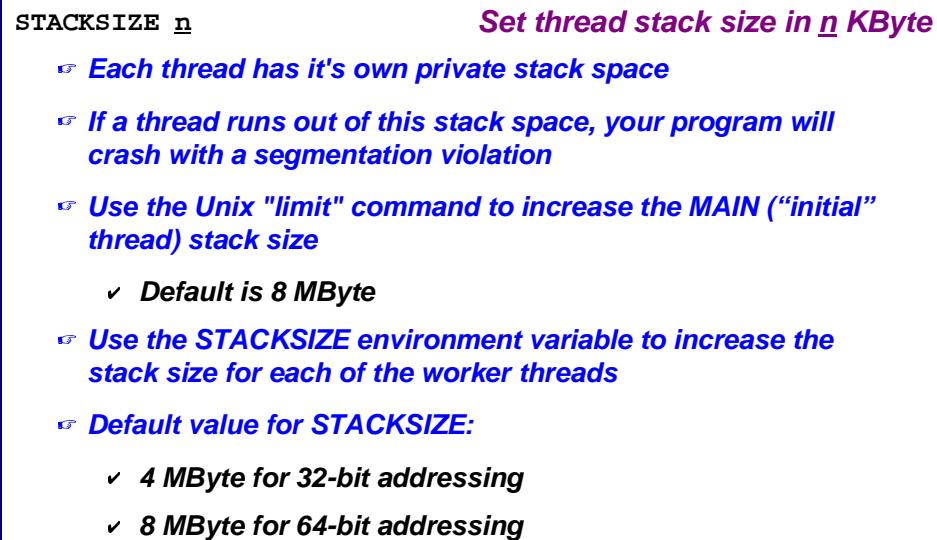 STACKSIZE n Set thread stack size in n KByte
☞ Each thread has it's own private stack space
☞ If a thread runs out of this stack space, your program will
crash with a segmentation violation
☞ Use the Unix "limit" command to increase the MAIN (“initial”
thread) stack size
✓ Default is 8 MByte
☞ Use the STACKSIZE environment variable to increase the
stack size for each of the worker threads
☞ Default value for STACKSIZE:
✓ 4 MByte for 32-bit addressing
✓ 8 MByte for 64-bit addressing